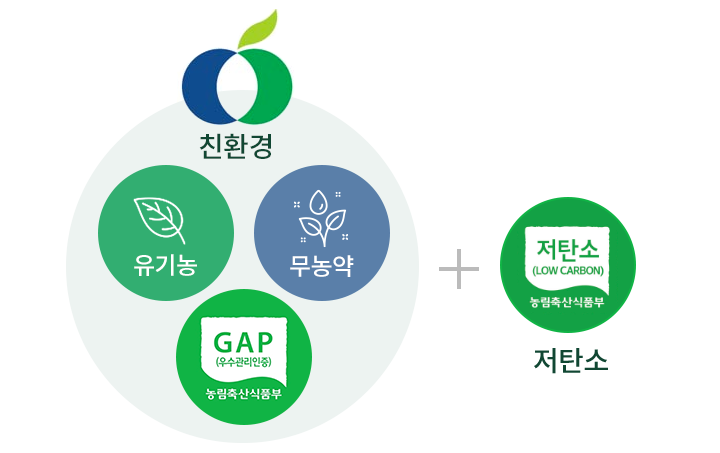 친환경
유기농
무농약
GAP
(우수관리인증)
농림축산식품부
저탄소
(LOW CARBON)
농림축산식품부
저탄소